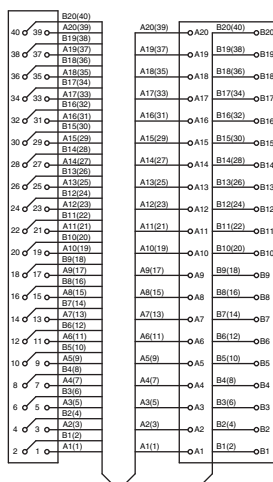 B20(40)
40 39 A20(39)
B19(38)
38 37 A19(37)
B18(36)
36 35 A18(35)
B17(34)
34 33 A17(33)
B16(32)
32 31 A16(31)
B15(30)
30 29 A15(29)
B14(28)
28 27 A14(27)
B13(26)
26 25 A13(25)
B12(24)
24 23 A12(23)
B11(22)
22 21 A11(21)
B10(20)
20 19 A10(19)
B9(18)
18 17 A9(17)
B8(16)
16 15 A8(15)
B7(14)
14 13 A7(13)
B6(12)
12 11 A6(11)
B5(10)
10 9 A5(9)
B4(8)
8 7 A4(7)
B3(6)
6 5 A3(5)
B2(4)
4 3 A2(3)
B1(2)
2 1 A1(1)
A20(39) A20 B20(40) B20
A19(37) A19 B19(38) B19
A18(35) A18 B18(36) B18
A17(33) A17 B17(34) B17
A16(31) A16 B16(32) B16
A15(29) A15 B15(30) B15
A14(27) A14 B14(28) B14
A13(25) A13 B13(26) B13
A12(23) A12 B12(24) B12
A11(21) A11 B11(22) B11
A10(19) A10 B10(20) B10
A9(17) A9 B9(18) B9
A8(15) A8 B8(16) B8
A7(13) A7 B7(14) B7
A6(11) A6 B6(12) B6
A5(9) A5 B5(10) B5
A4(7) A4 B4(8) B4
A3(5) A3 B3(6) B3
A2(3) A2 B2(4) B2
A1(1) A1 B1(2) B1